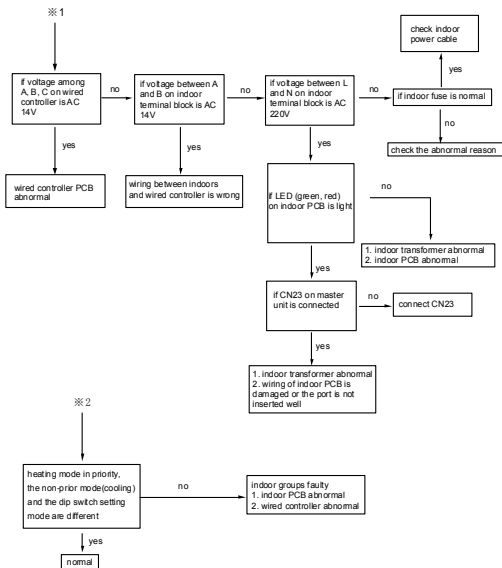 ※1
check indoor
power cable
yes
if voltage among
A, B, C on wired
controller is AC
14V
no
if voltage between A
and B on indoor
terminal block is AC
14V
no
if voltage between L
and N on indoor
terminal block is AC
220V
no
if indoor fuse is normal
no
check the abnormal reason
yes
wired controller PCB
abnormal
yes
wiring between indoors
and wired controller is wrong
yes
if LED (green, red)
on indoor PCB is light
no
1. indoor transformer abnormal
2. indoor PCB abnormal
yes
if CN23 on master
unit is connected
no
connect CN23
yes
1. indoor transformer abnormal
2. wiring of indoor PCB is
damaged or the port is not
inserted well
※2
heating mode in priority,
the non-prior mode(cooling)
and the dip switch setting
mode are different
no
indoor groups faulty
1. indoor PCB abnormal
2. wired controller abnormal
yes
normal